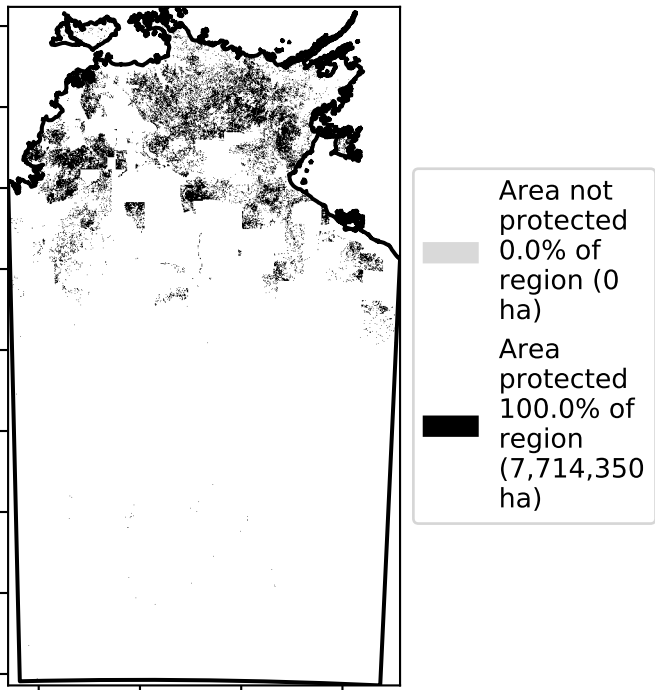 Area not
protected
0.0% of
region (0
ha)
Area
protected
100.0% of
region
(7,714,350
ha)